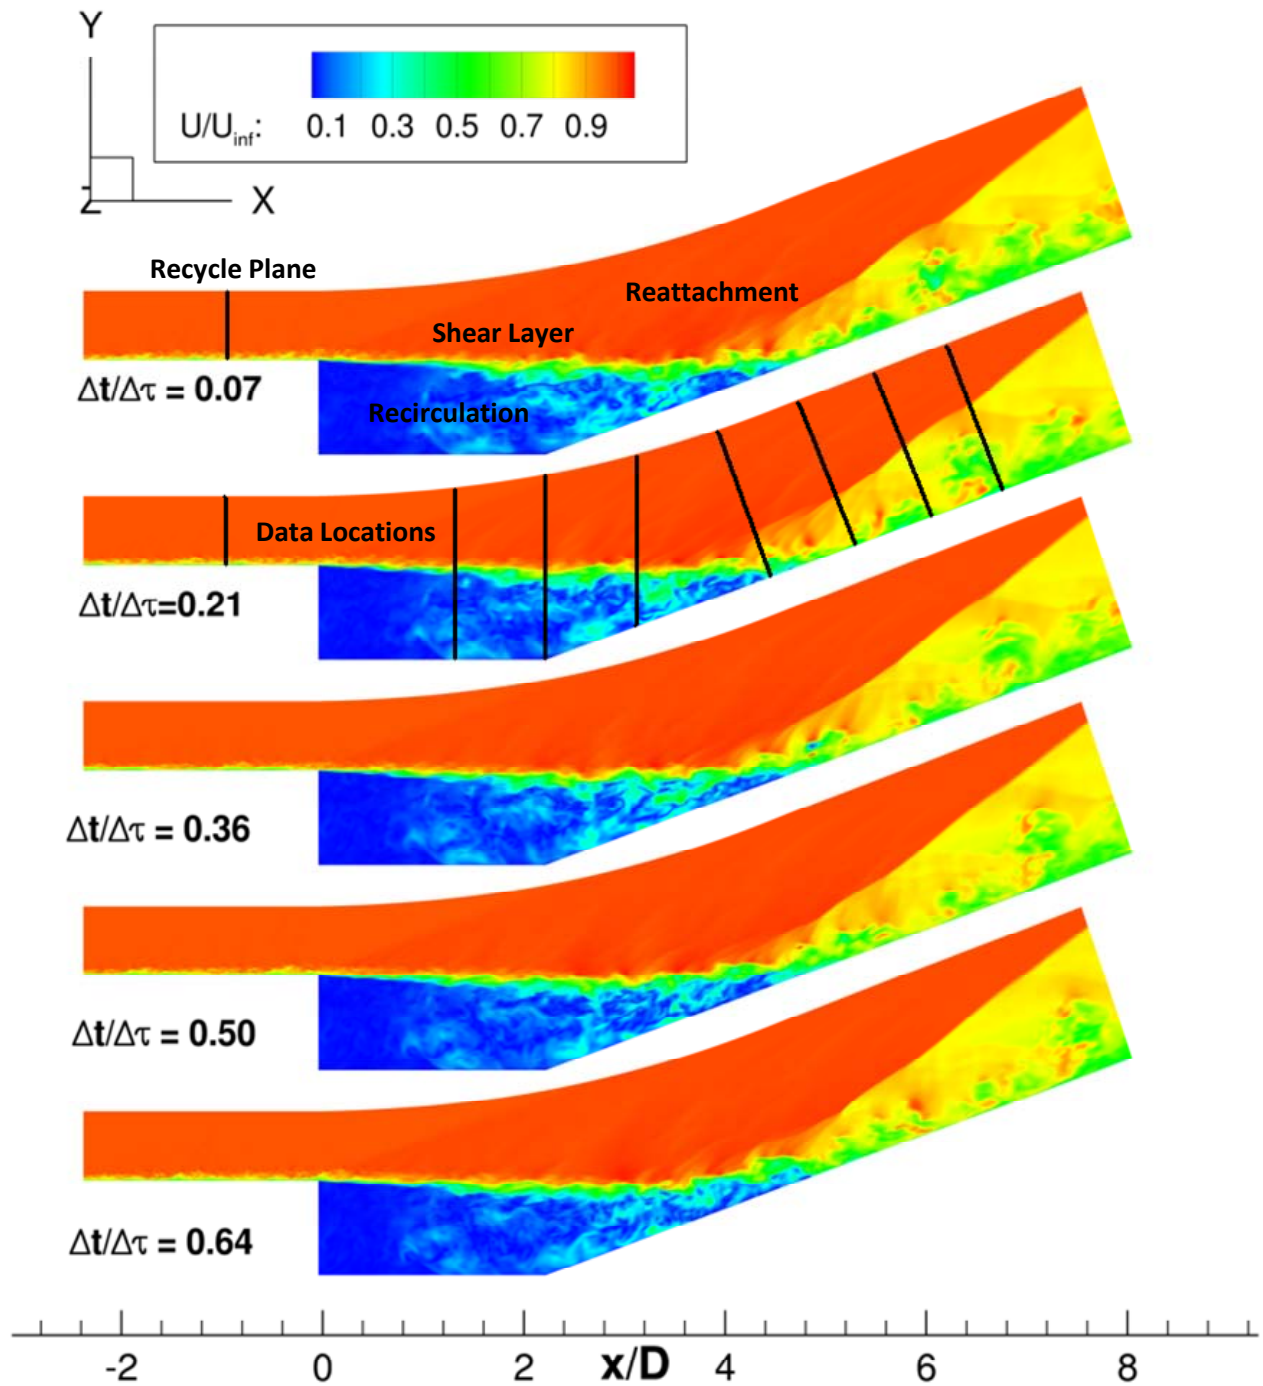 Y
U/U_inf: 0.1 0.3 0.5 0.7 0.9
Z X
Recycle Plane
Reattachment
Shear Layer
Δt/Δτ = 0.07
Recirculation
Data Locations
Δt/Δτ=0.21
Δt/Δτ = 0.36
Δt/Δτ = 0.50
Δt/Δτ = 0.64
-2 0 2 x/D 4 6 8